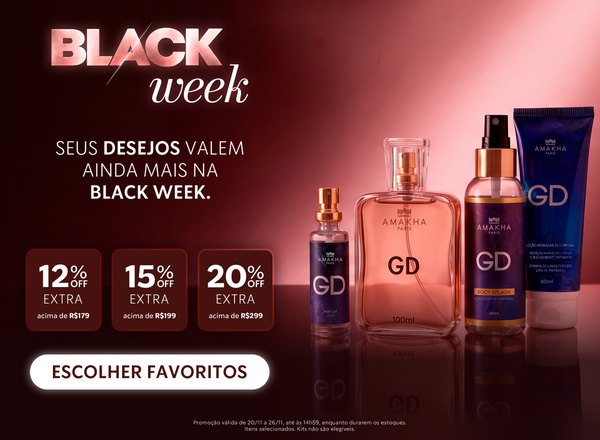 BLACK
week
SEUS DESEJOS VALEM
AINDA MAIS NA
BLACK WEEK.
12% OFF
EXTRA
acima de R$179
15% OFF
EXTRA
acima de R$199
20% OFF
EXTRA
acima de R$299
ESCOLHER FAVORITOS
GD
AMAKHA
PARIS
GD
100ml
AMAKHA
PARIS
GD
BODY SPLASH
AMAKHA
PARIS
GD
80ml
Promoção válida de 20/11 a 26/11, até às 14h59, enquanto durarem os estoques.
Itens selecionados. Kits não são elegíveis.